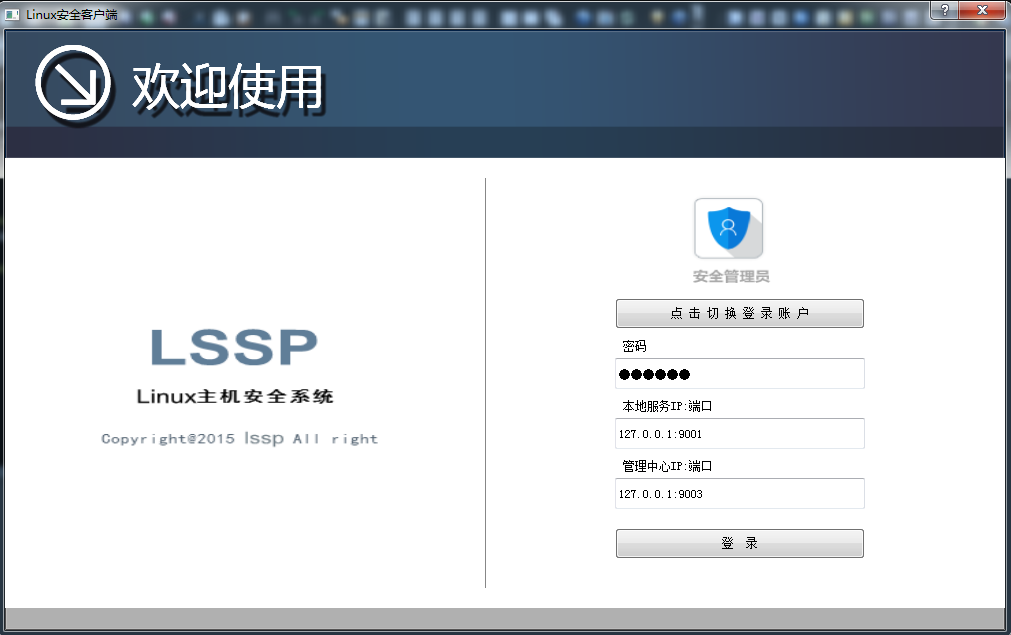 Linux安全客户端
欢迎使用
LSSP
Linux主机安全系统
Copyright@2015 lssp All right
安全管理员
点击切换登录账户
密码
●●●●●●
本地服务IP:端口
127.0.0.1:9001
管理中心IP:端口
127.0.0.1:9003
登 录